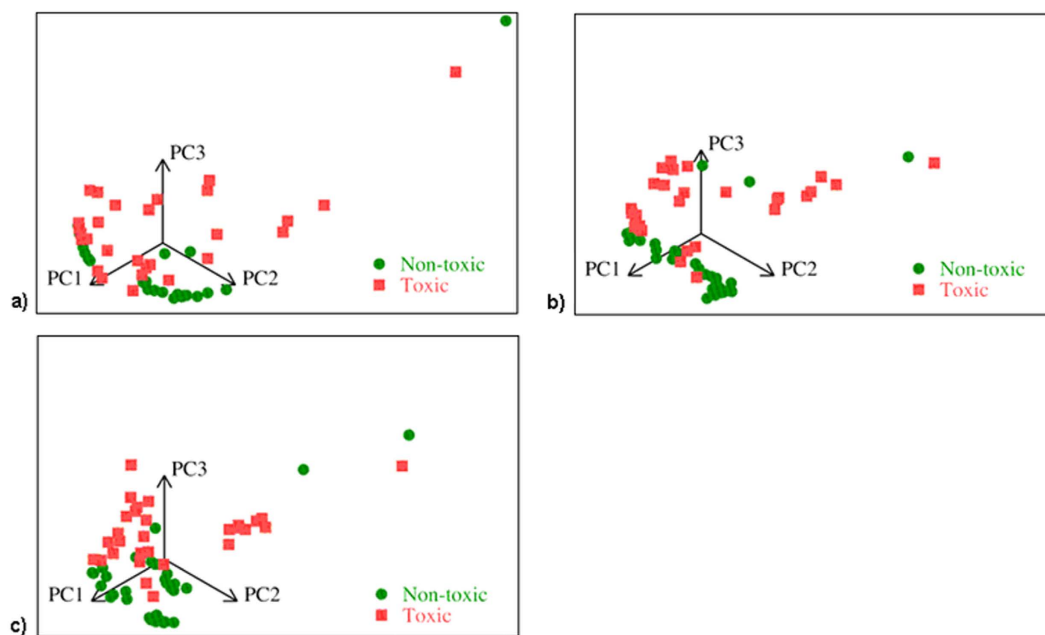 PC3
PC1
PC2
Non-toxic
Toxic
a)
PC3
PC1
PC2
Non-toxic
Toxic
b)
PC3
PC1
PC2
Non-toxic
Toxic
c)